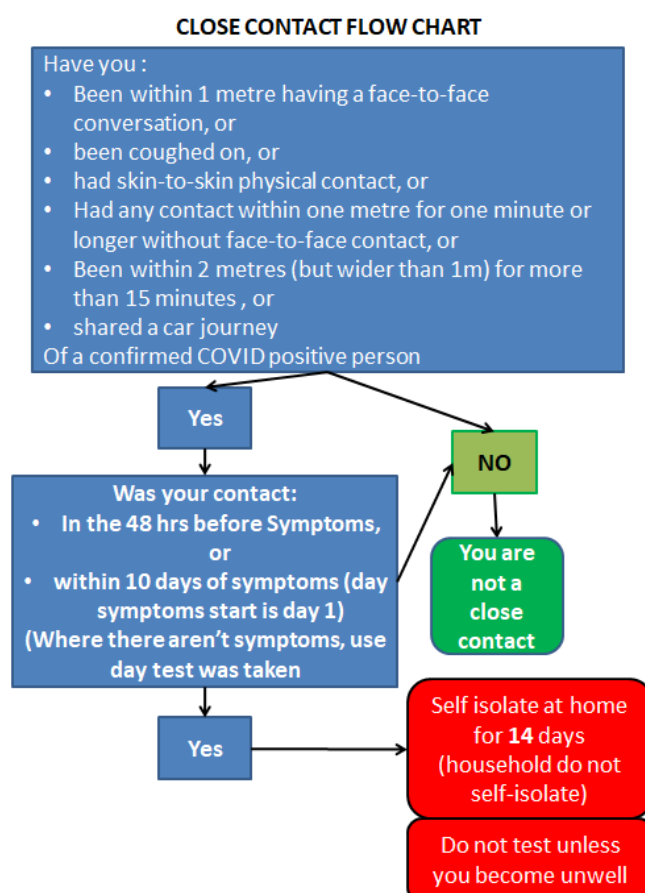 CLOSE CONTACT FLOW CHART
Have you :
• Been within 1 metre having a face-to-face
conversation, or
• been coughed on, or
• had skin-to-skin physical contact, or
• Had any contact within one metre for one minute or
longer without face-to-face contact, or
• Been within 2 metres (but wider than 1m) for more
than 15 minutes , or
• shared a car journey
Of a confirmed COVID positive person
Yes
NO
Was your contact:
• In the 48 hrs before Symptoms,
or
• within 10 days of symptoms (day
symptoms start is day 1)
(Where there aren't symptoms, use
day test was taken
You are
not a
close
contact
Yes
Self isolate at home
for 14 days
(household do not
self-isolate)
Do not test unless
you become unwell